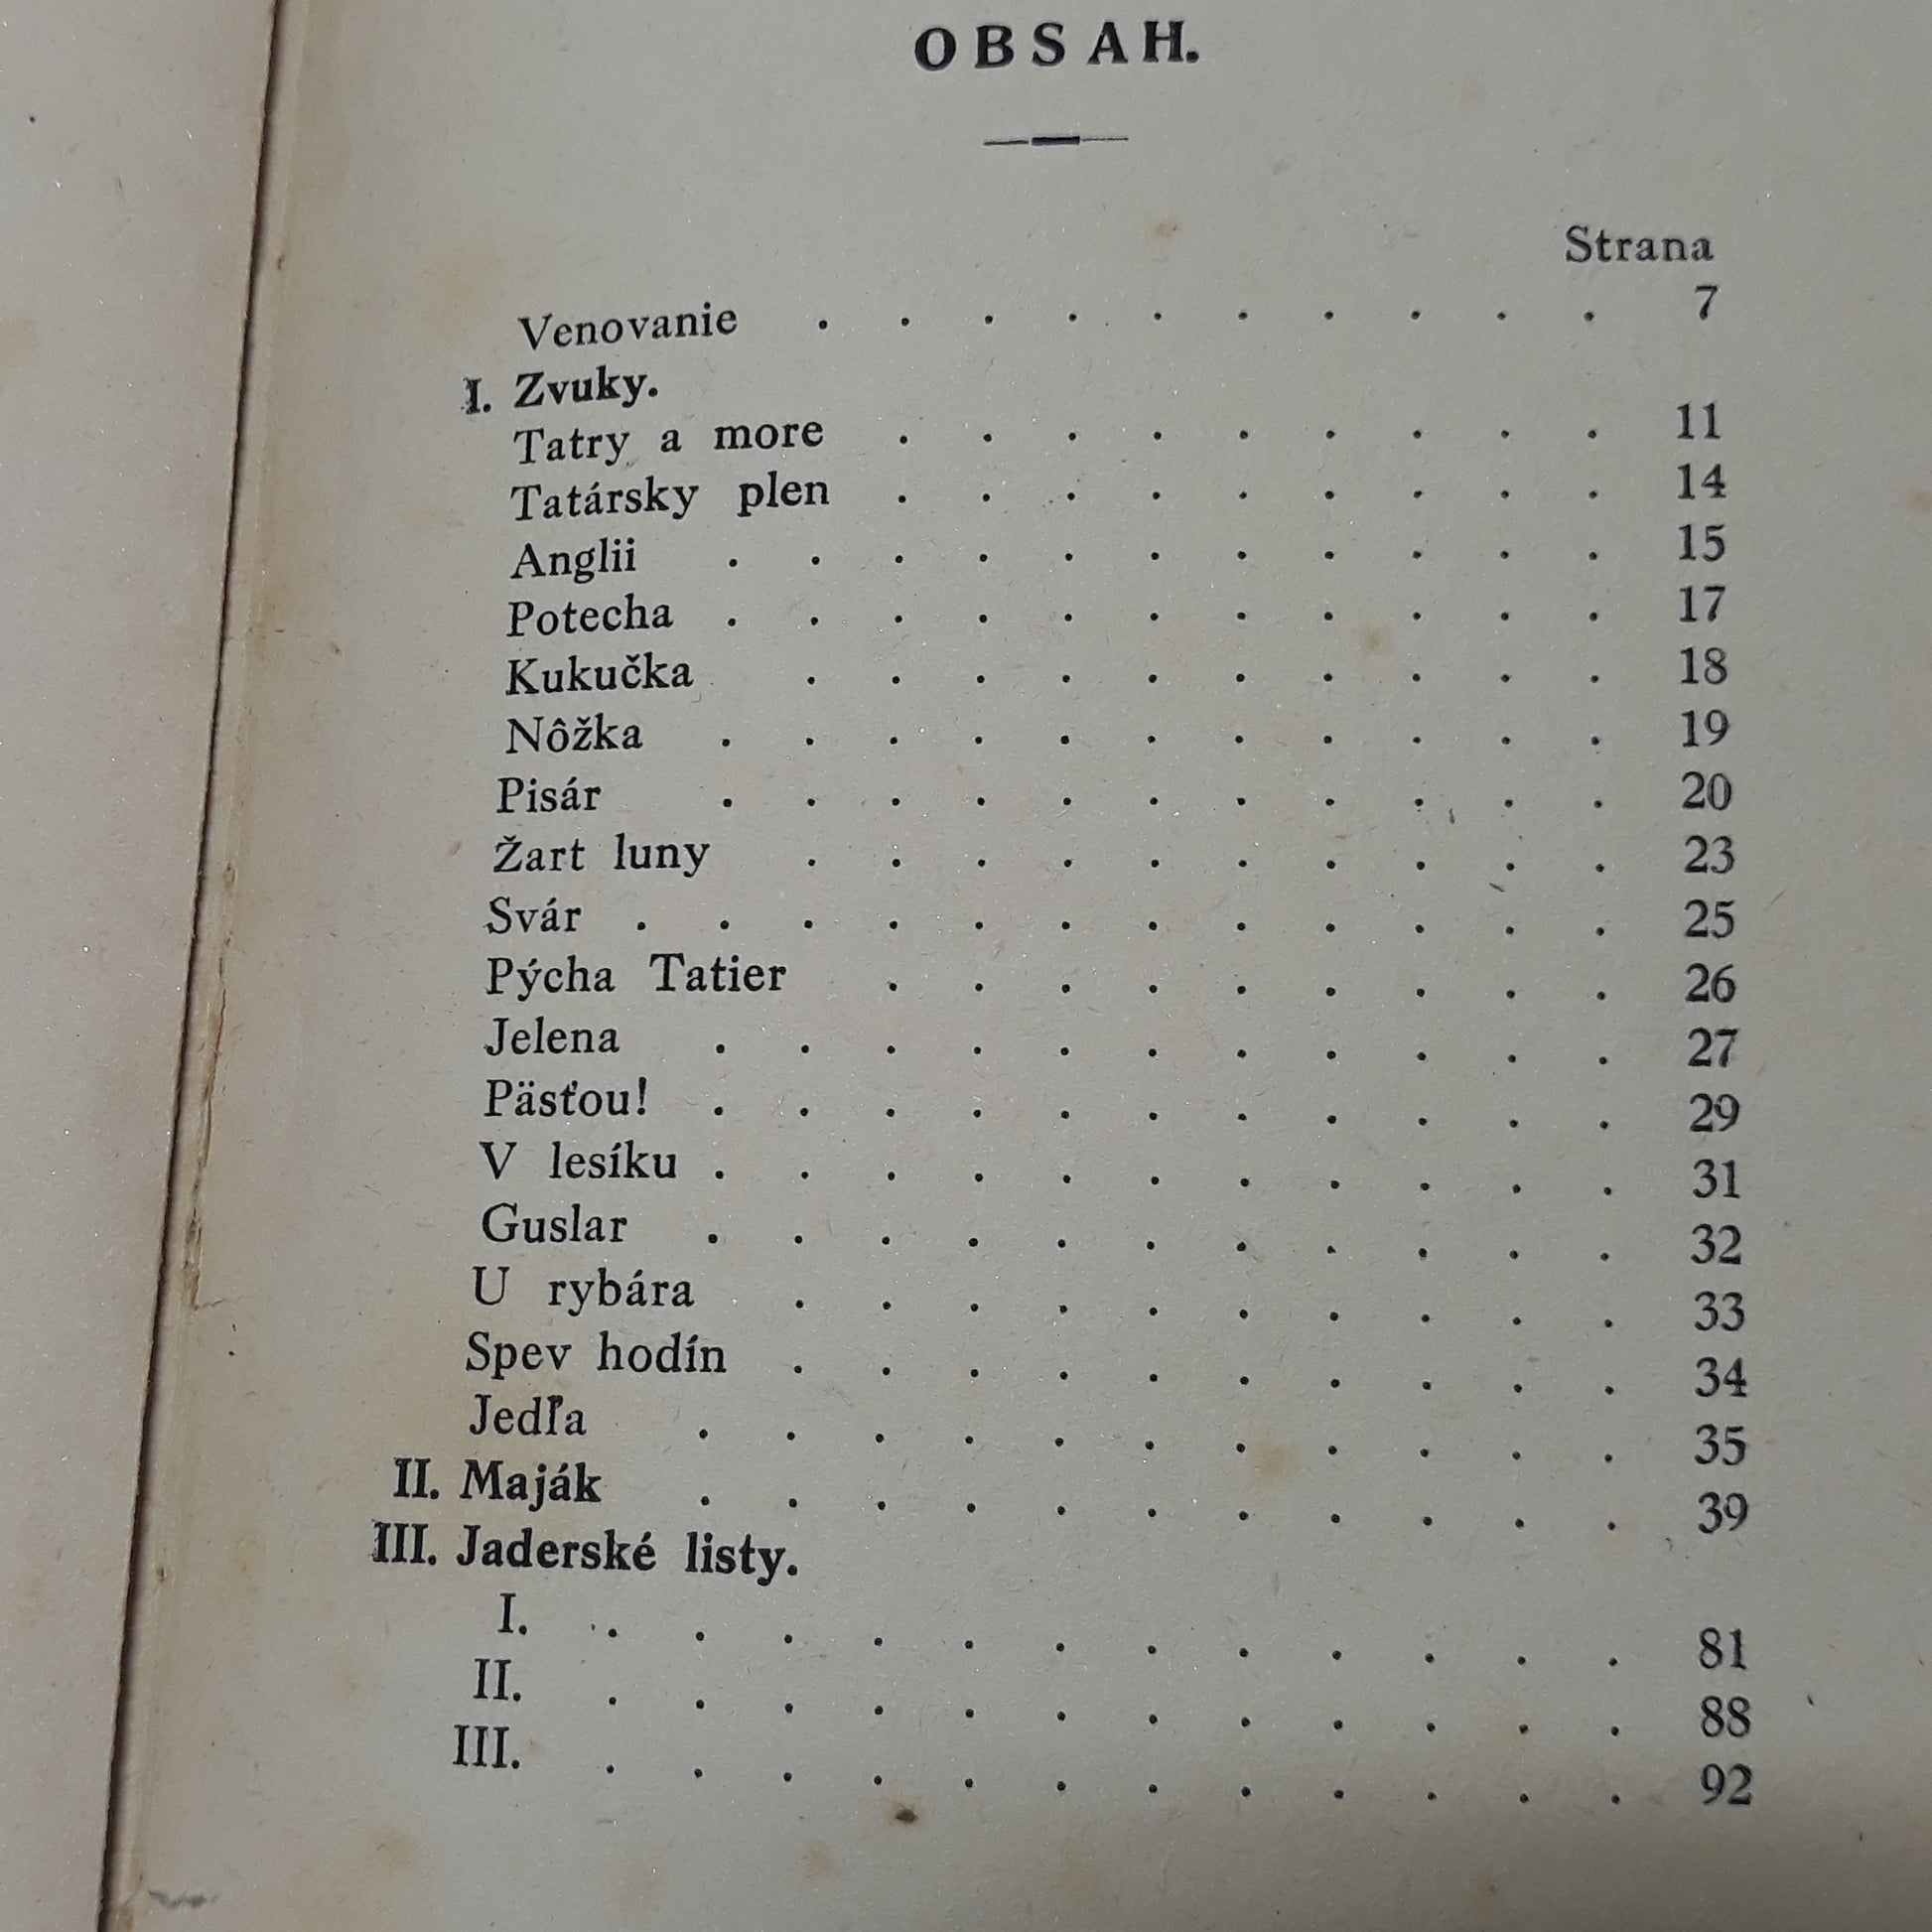 OBSAH.
Strana
Venovanie . . . . . . . . . . 7
I. Zvuky.
Tatry a more . . . . . . . . . 11
Tatársky plen . . . . . . . . . 14
Anglii . . . . . . . . . . . 15
Potecha . . . . . . . . . . . 17
Kukučka . . . . . . . . . . 18
Nôžka . . . . . . . . . . . 19
Pisár . . . . . . . . . . . 20
Žart luny . . . . . . . . . . 23
Svár . . . . . . . . . . . . 25
Pýcha Tatier . . . . . . . . . 26
Jelena . . . . . . . . . . . 27
Päsťou! . . . . . . . . . . . 29
V lesíku . . . . . . . . . . . 31
Guslar . . . . . . . . . . . 32
U rybára . . . . . . . . . . 33
Spev hodín . . . . . . . . . . 34
Jedľa . . . . . . . . . . . 35
II. Maják . . . . . . . . . . . 39
III. Jaderské listy.
I. . . . . . . . . . . . . 81
II. . . . . . . . . . . . . 88
III. . . . . . . . . . . . . 92